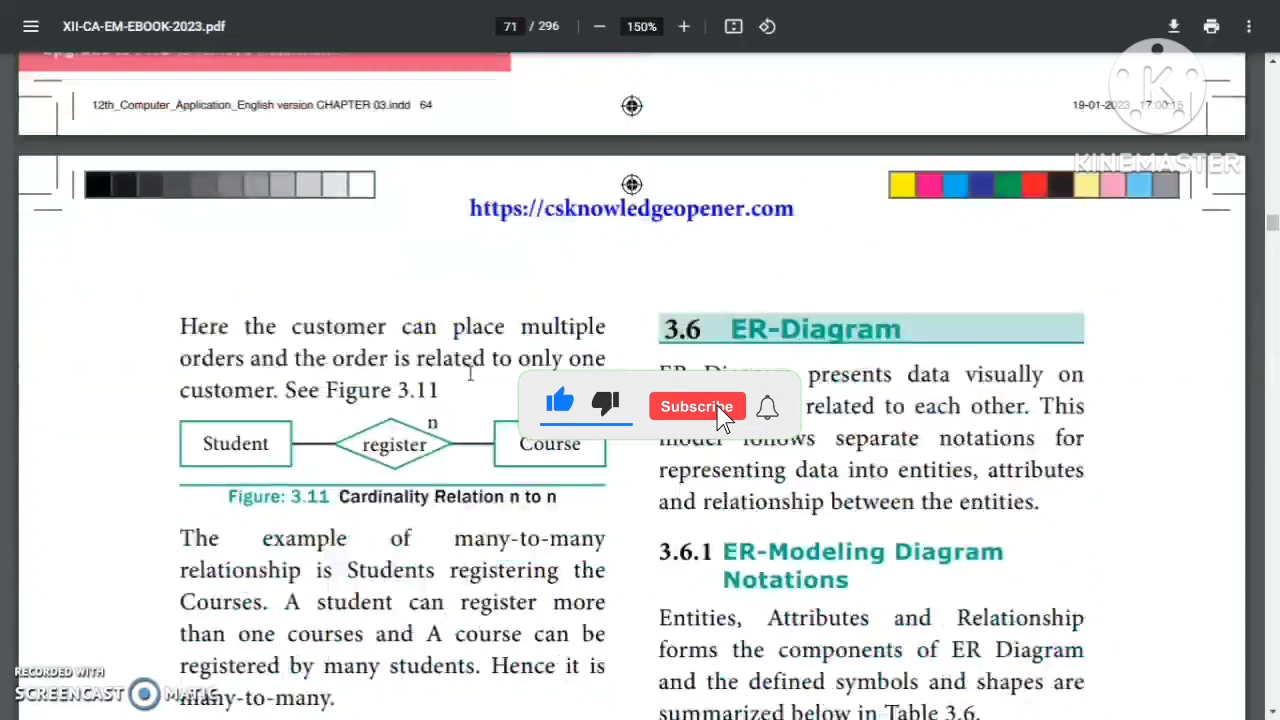 XII-CA-EM-EBOOK-2023.pdf
71 / 296
150%
12th_Computer_Application_English version CHAPTER 03.indd 64
19-01-2023 17:00:15
K
KINEMASTER
https://csknowledgeopener.com
Here the customer can place multiple
orders and the order is related to only one
customer. See Figure 3.11
n
Student
register
Course
Figure: 3.11 Cardinality Relation n to n
The example of many-to-many
relationship is Students registering the
Courses. A student can register more
than one courses and A course can be
registered by many students. Hence it is
many-to-many.
3.6 ER-Diagram
ER Diagram presents data visually on
related to each other. This
model follows separate notations for
representing data into entities, attributes
and relationship between the entities.
3.6.1 ER-Modeling Diagram
Notations
Entities, Attributes and Relationship
forms the components of ER Diagram
and the defined symbols and shapes are
summarized below in Table 3.6.
Subscribe
RECORDED WITH
SCREENCAST MATIC